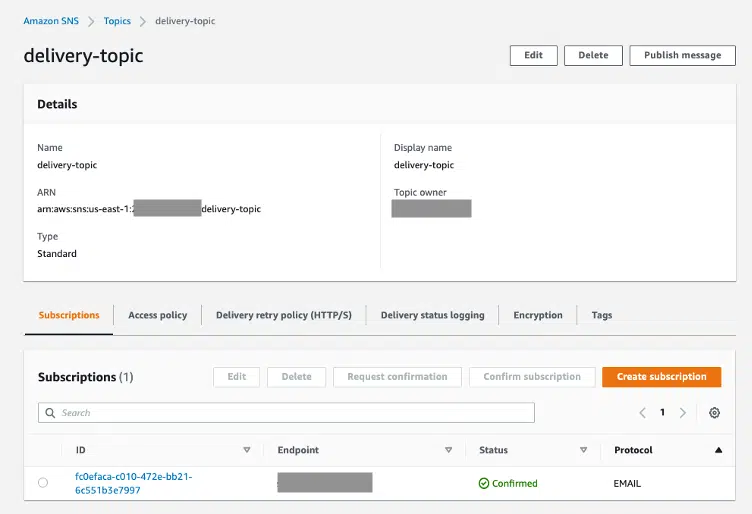 Amazon SNS > Topics > delivery-topic
delivery-topic
Edit
Delete
Publish message
Details
Name
delivery-topic
Display name
delivery-topic
ARN
arn:aws:sns:us-east-1:2 delivery-topic
Topic owner
Type
Standard
Subscriptions
Access policy
Delivery retry policy (HTTP/S)
Delivery status logging
Encryption
Tags
Subscriptions (1)
Edit
Delete
Request confirmation
Confirm subscription
Create subscription
Search
1
ID
Endpoint
Status
Protocol
fc0efaca-c010-472e-bb21-
6c551b3e7997
Confirmed
EMAIL